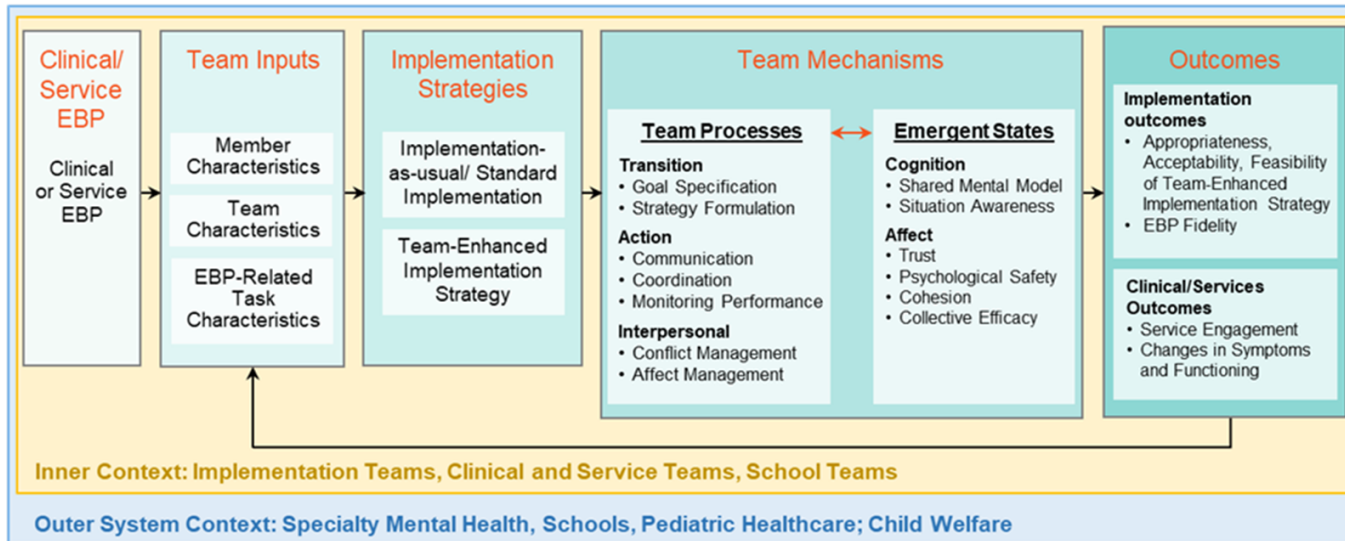 Clinical/
Service
EBP
Clinical
or Service
EBP
Team Inputs
Member
Characteristics
Team
Characteristics
EBP-Related
Task
Characteristics
Implementation
Strategies
Implementation-
as-usual/ Standard
Implementation
Team-Enhanced
Implementation
Strategy
Team Mechanisms
Team Processes
Transition
• Goal Specification
• Strategy Formulation
Action
• Communication
• Coordination
• Monitoring Performance
Interpersonal
• Conflict Management
• Affect Management
Emergent States
Cognition
• Shared Mental Model
• Situation Awareness
Affect
• Trust
• Psychological Safety
• Cohesion
• Collective Efficacy
Outcomes
Implementation
outcomes
• Appropriateness,
Acceptability, Feasibility
of Team-Enhanced
Implementation Strategy
• EBP Fidelity
Clinical/Services
Outcomes
• Service Engagement
• Changes in Symptoms
and Functioning
Inner Context: Implementation Teams, Clinical and Service Teams, School Teams
Outer System Context: Specialty Mental Health, Schools, Pediatric Healthcare; Child Welfare